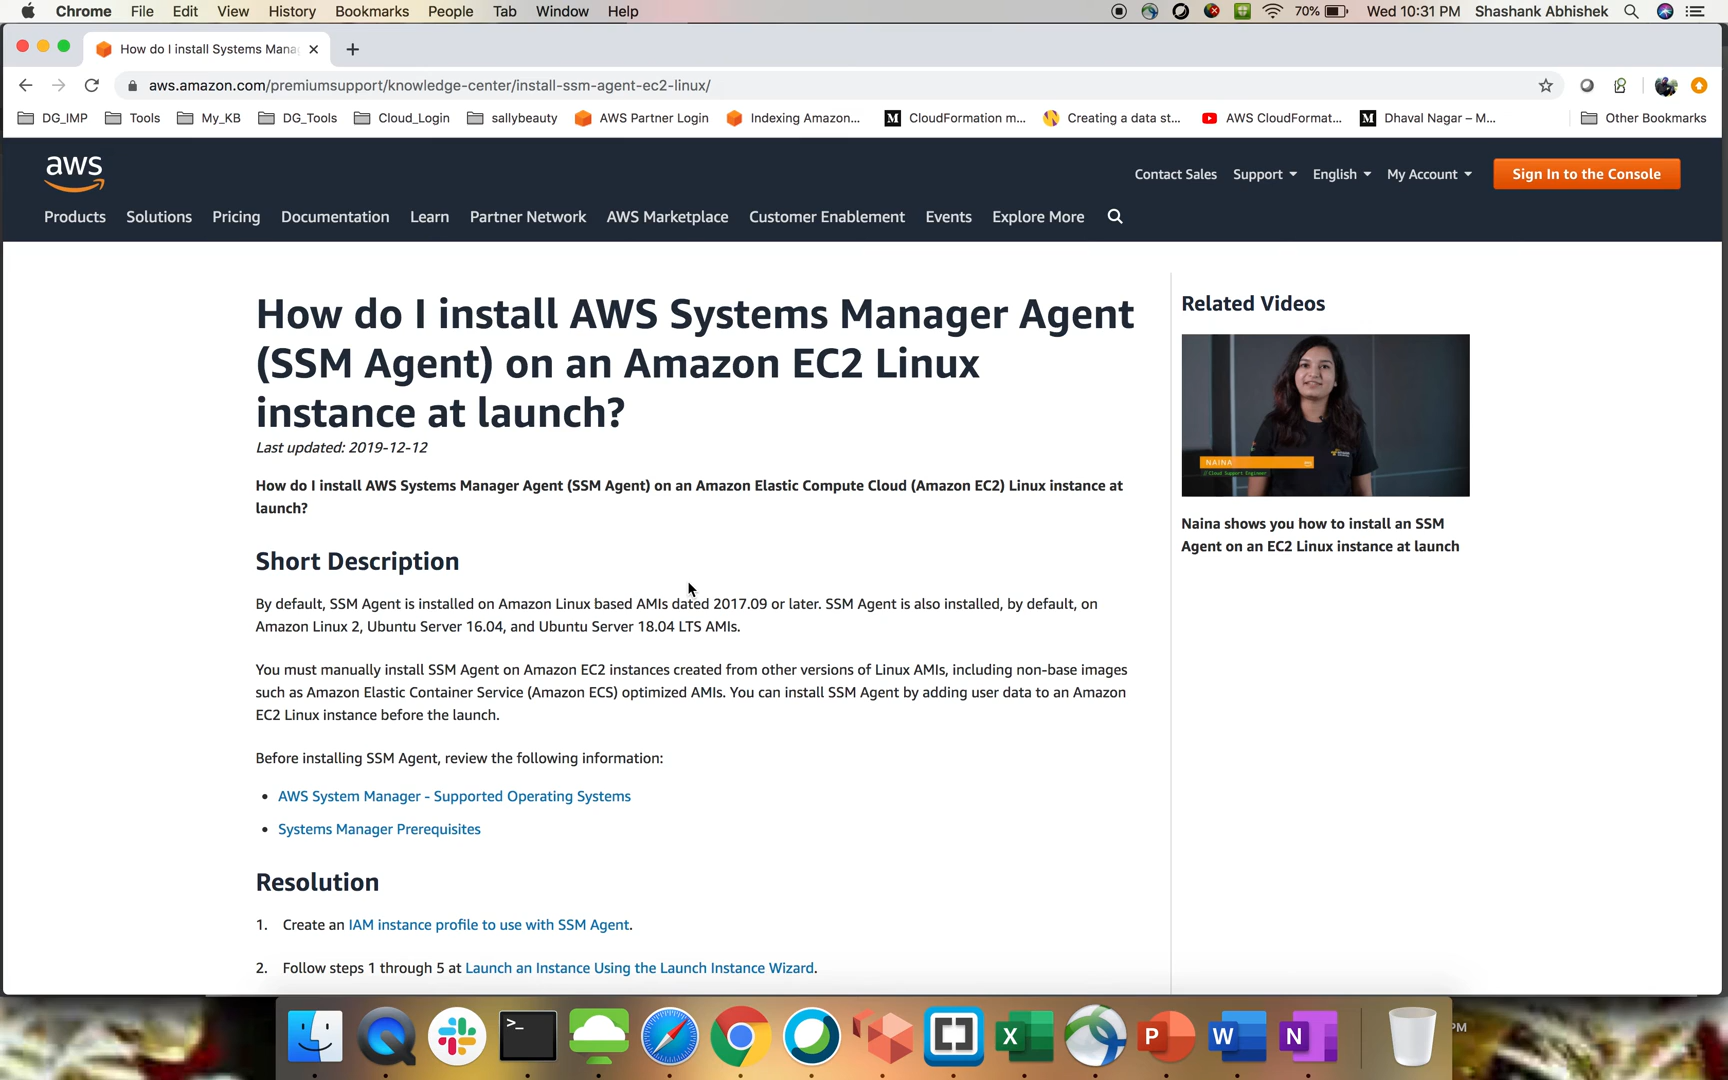 Chrome File Edit View History Bookmarks People Tab Window Help 70% Wed 10:31 PM Shashank Abhishek
How do I install Systems Mana
aws.amazon.com/premiumsupport/knowledge-center/install-ssm-agent-ec2-linux/
DG_IMP Tools My_KB DG_Tools Cloud_Login sallybeauty AWS Partner Login Indexing Amazon... M CloudFormation m... Creating a data st... AWS CloudFormat... M Dhaval Nagar – M... Other Bookmarks
aws
Contact Sales Support English My Account Sign In to the Console
Products Solutions Pricing Documentation Learn Partner Network AWS Marketplace Customer Enablement Events Explore More
How do I install AWS Systems Manager Agent
(SSM Agent) on an Amazon EC2 Linux
instance at launch?
Last updated: 2019-12-12
How do I install AWS Systems Manager Agent (SSM Agent) on an Amazon Elastic Compute Cloud (Amazon EC2) Linux instance at
launch?
Short Description
By default, SSM Agent is installed on Amazon Linux based AMIs dated 2017.09 or later. SSM Agent is also installed, by default, on
Amazon Linux 2, Ubuntu Server 16.04, and Ubuntu Server 18.04 LTS AMIs.
You must manually install SSM Agent on Amazon EC2 instances created from other versions of Linux AMIs, including non-base images
such as Amazon Elastic Container Service (Amazon ECS) optimized AMIs. You can install SSM Agent by adding user data to an Amazon
EC2 Linux instance before the launch.
Before installing SSM Agent, review the following information:
• AWS System Manager - Supported Operating Systems
• Systems Manager Prerequisites
Resolution
1. Create an IAM instance profile to use with SSM Agent.
2. Follow steps 1 through 5 at Launch an Instance Using the Launch Instance Wizard.
Related Videos
NAINA
Cloud Support Engineer
Naina shows you how to install an SSM
Agent on an EC2 Linux instance at launch
>_ X P W N PM